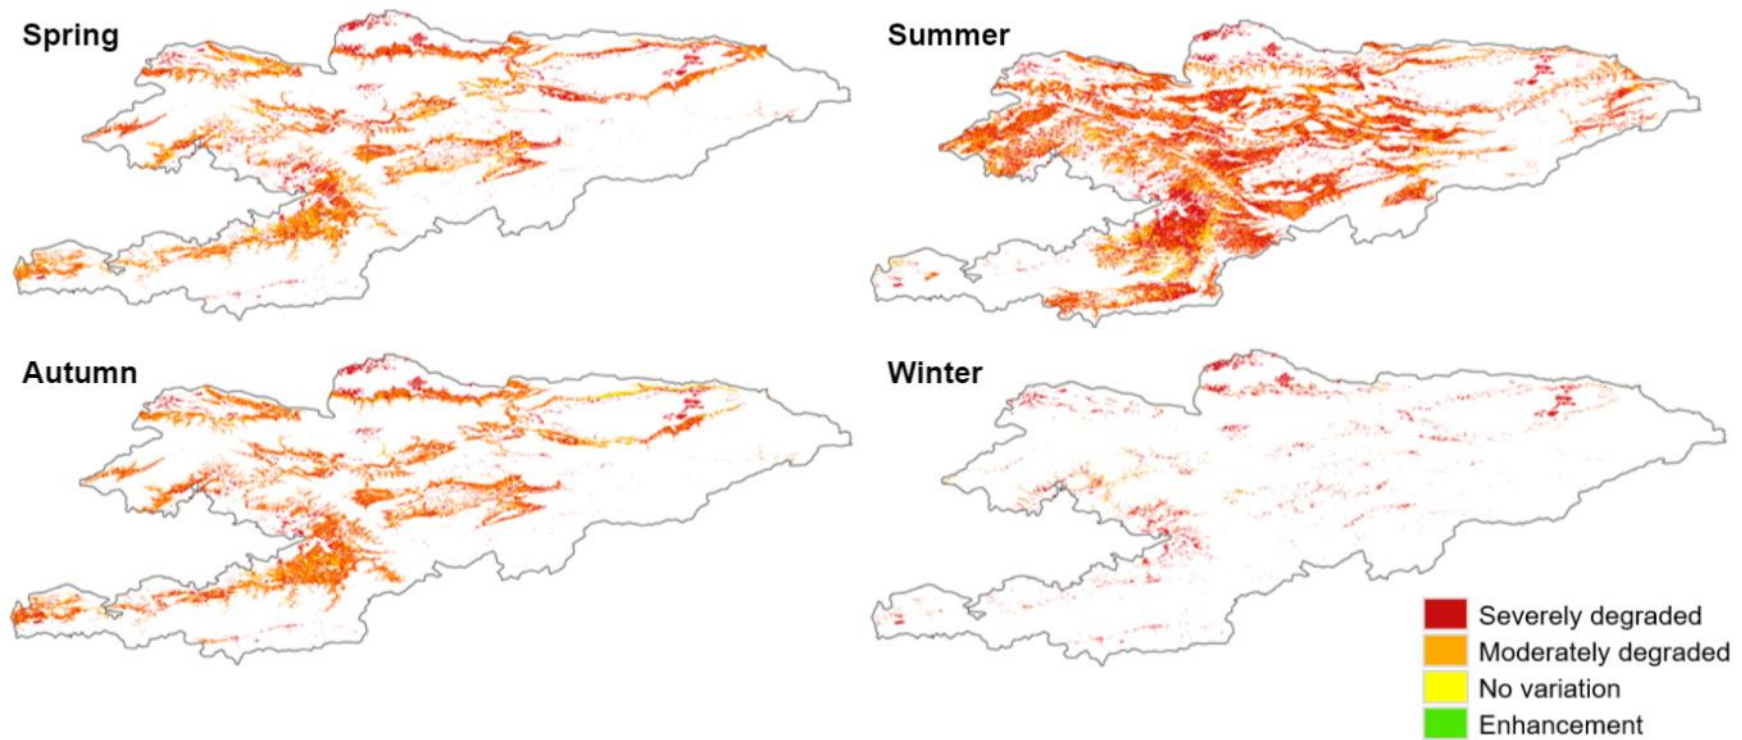 Spring
Summer
Autumn
Winter
Severely degraded
Moderately degraded
No variation
Enhancement